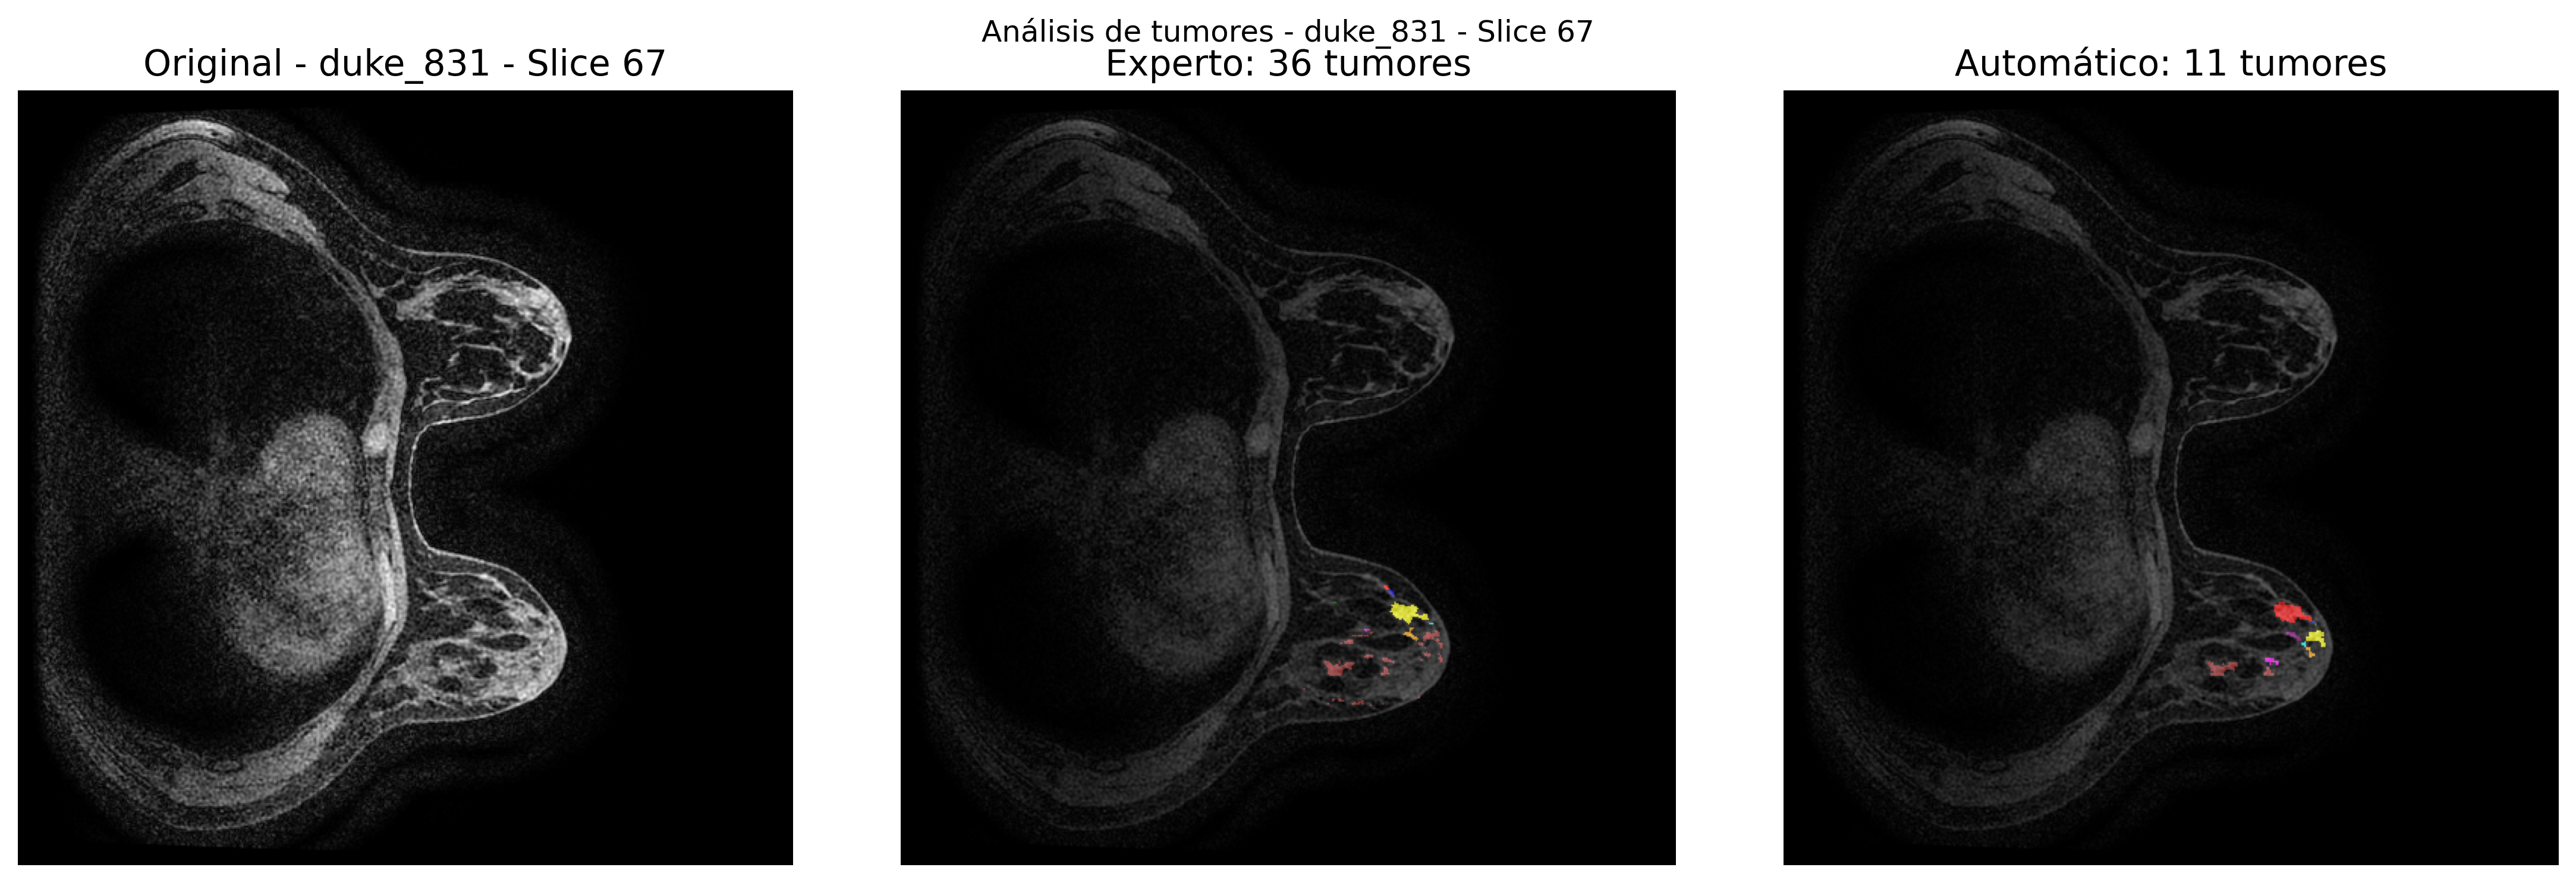 Análisis de tumores - duke_831 - Slice 67
Original - duke_831 - Slice 67
Experto: 36 tumores
Automático: 11 tumores